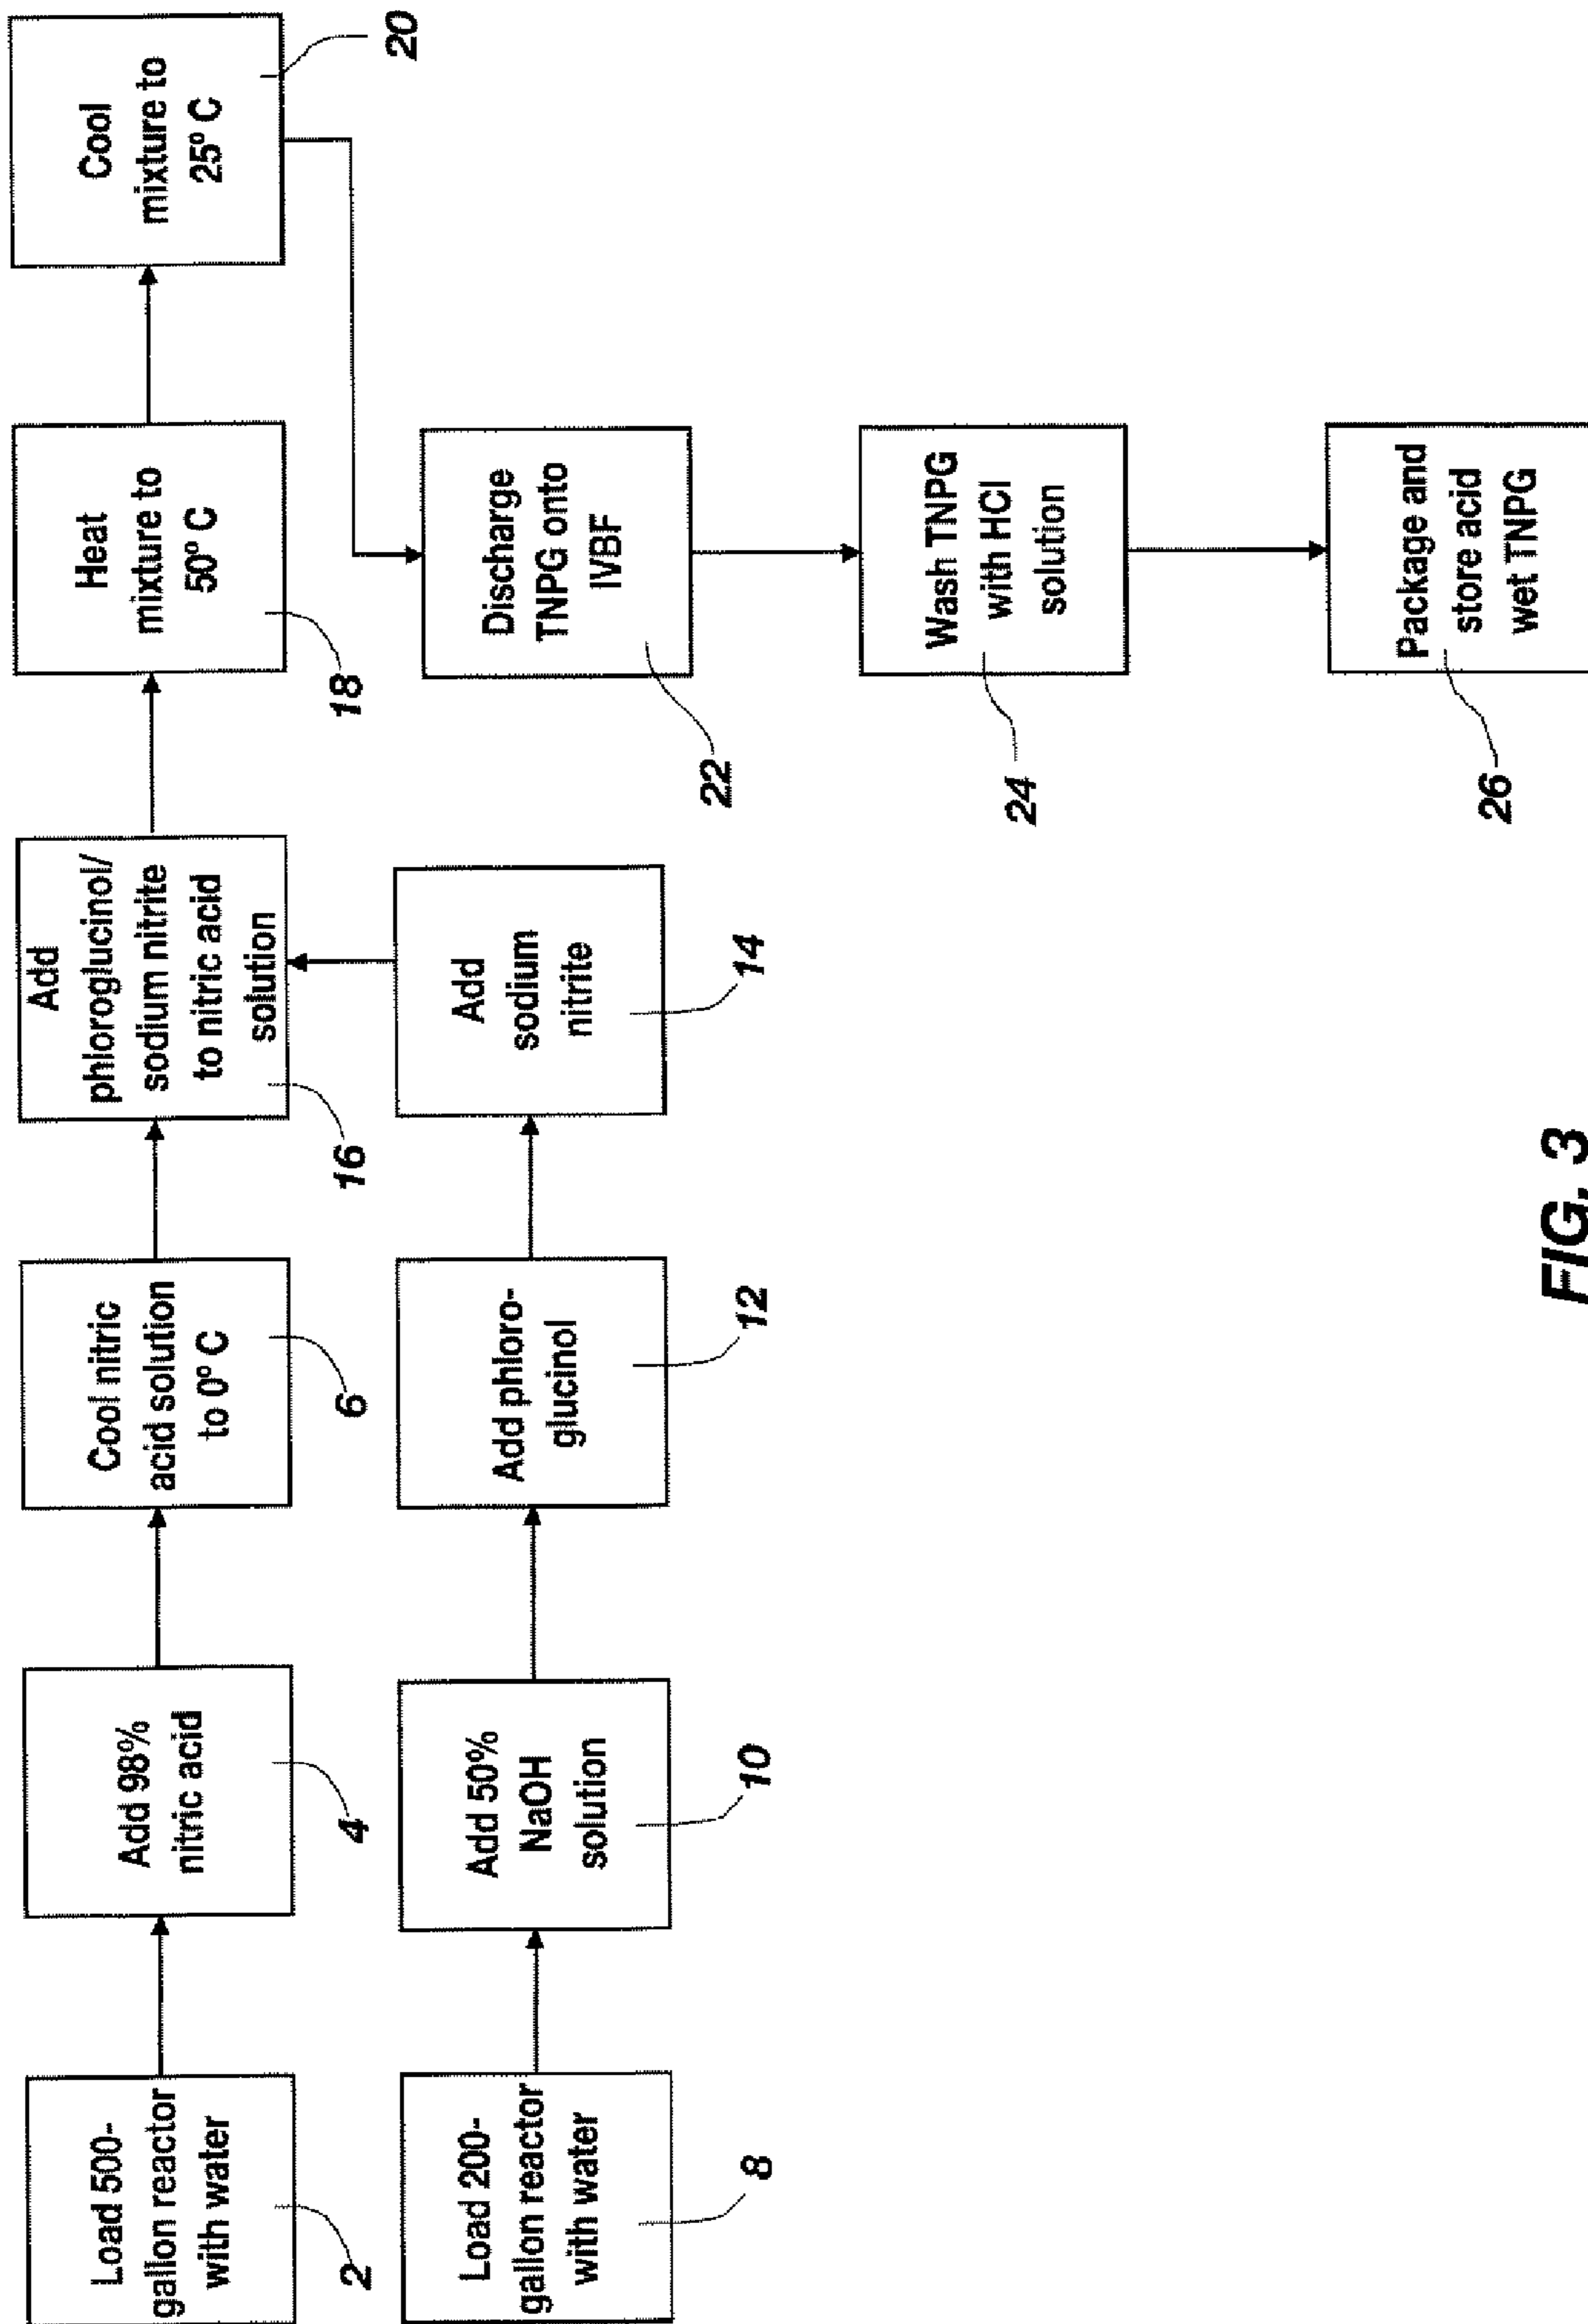 Load 500-
gallon reactor
with water
2
Add 98%
nitric acid
4
Cool nitric
acid solution
to 0° C
6
Add
phloroglucinol/
sodium nitrite
to nitric acid
solution
16
Heat
mixture to
50° C
18
Cool
mixture to
25° C
20
Load 200-
gallon reactor
with water
8
Add 50%
NaOH
solution
10
Add phloro-
glucinol
12
Add
sodium
nitrite
14
Discharge
TNPG onto
IVBF
22
Wash TNPG
with HCl
solution
24
Package and
store acid
wet TNPG
26
FIG. 3